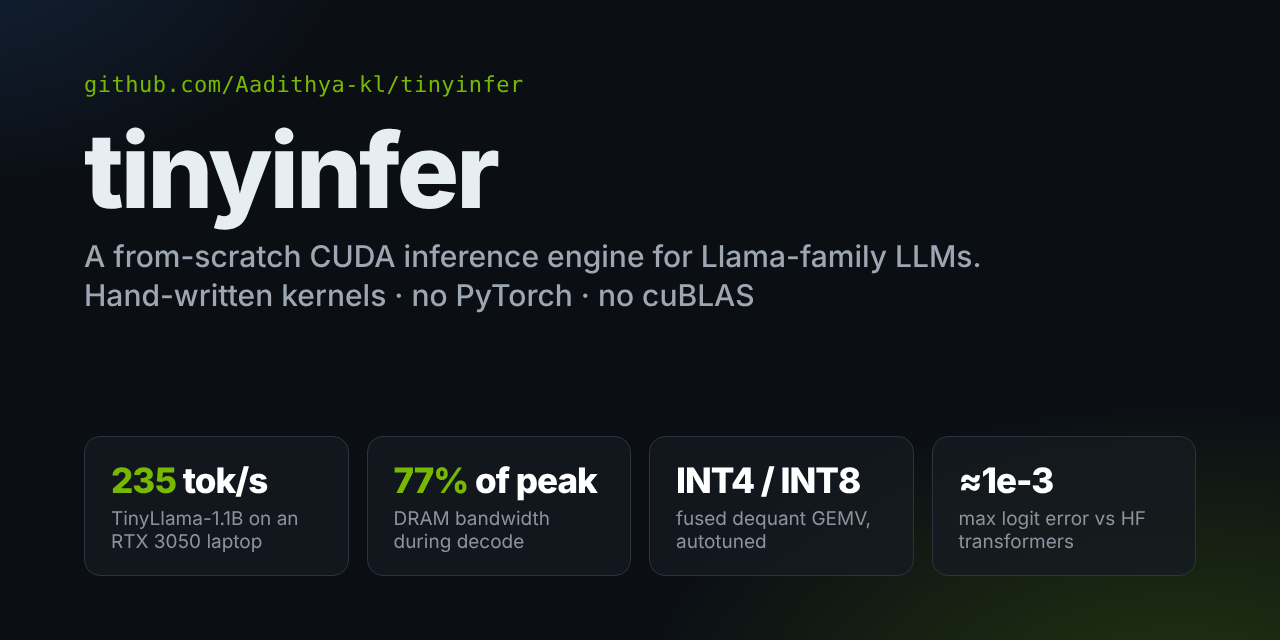 github.com/Aadithya-kl/tinyinfer
tinyinfer
A from-scratch CUDA inference engine for Llama-family LLMs.
Hand-written kernels · no PyTorch · no cuBLAS
235 tok/s
TinyLlama-1.1B on an
RTX 3050 laptop
77% of peak
DRAM bandwidth
during decode
INT4 / INT8
fused dequant GEMV,
autotuned
≈1e-3
max logit error vs HF
transformers